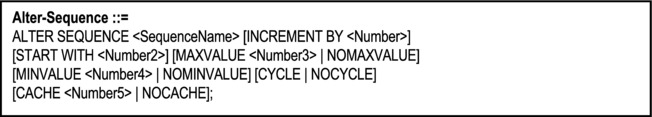 Alter-Sequence ::=
ALTER SEQUENCE <SequenceName> [INCREMENT BY <Number>]
[START WITH <Number2>] [MAXVALUE <Number3> | NOMAXVALUE]
[MINVALUE <Number4> | NOMINVALUE] [CYCLE | NOCYCLE]
[CACHE <Number5> | NOCACHE];